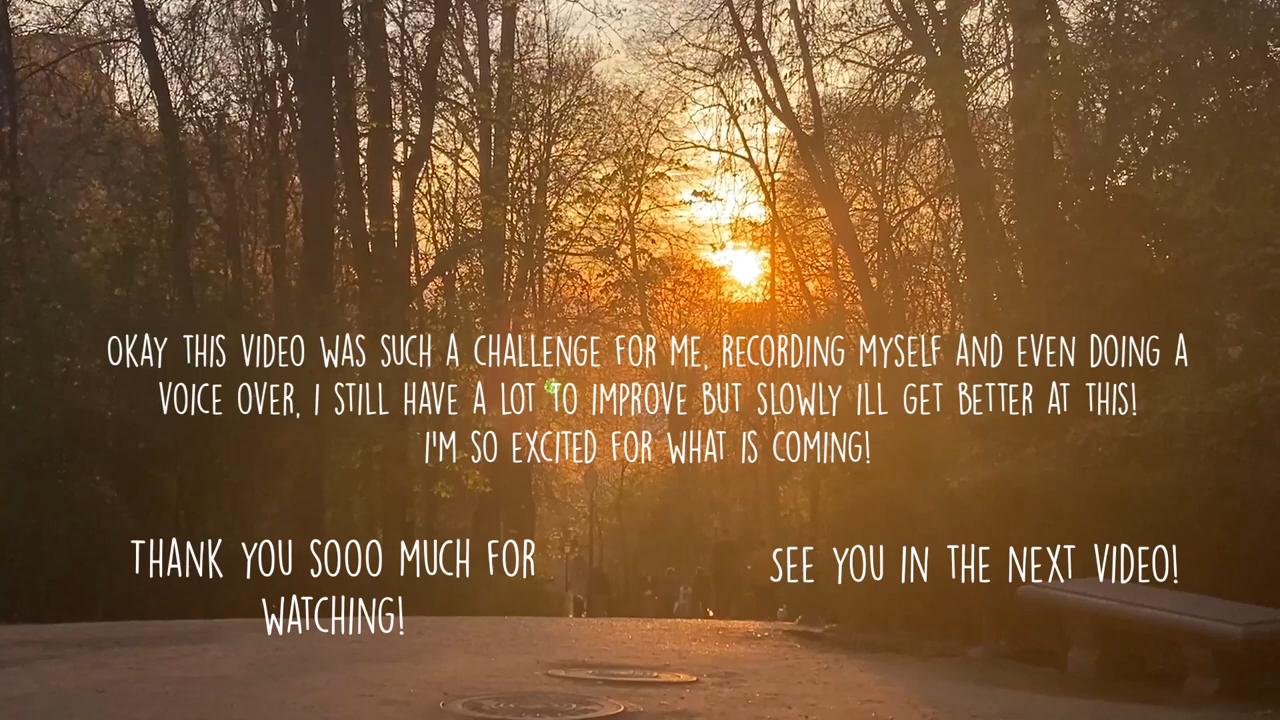 OKAY THIS VIDEO WAS SUCH A CHALLENGE FOR ME, RECORDING MYSELF AND EVEN DOING A
VOICE OVER, I STILL HAVE A LOT TO IMPROVE BUT SLOWLY ILL GET BETTER AT THIS!
I'M SO EXCITED FOR WHAT IS COMING!
THANK YOU SOOO MUCH FOR
WATCHING!
SEE YOU IN THE NEXT VIDEO!